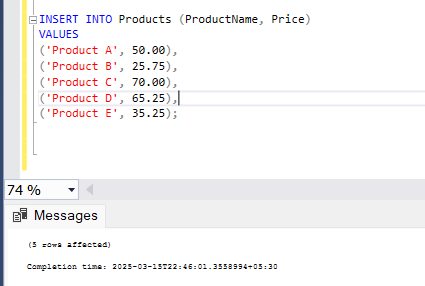 INSERT INTO Products (ProductName, Price)
VALUES
('Product A', 50.00),
('Product B', 25.75),
('Product C', 70.00),
('Product D', 65.25),
('Product E', 35.25);
74 %
Messages
(5 rows affected)
Completion time: 2025-03-15T22:46:01.3558994+05:30